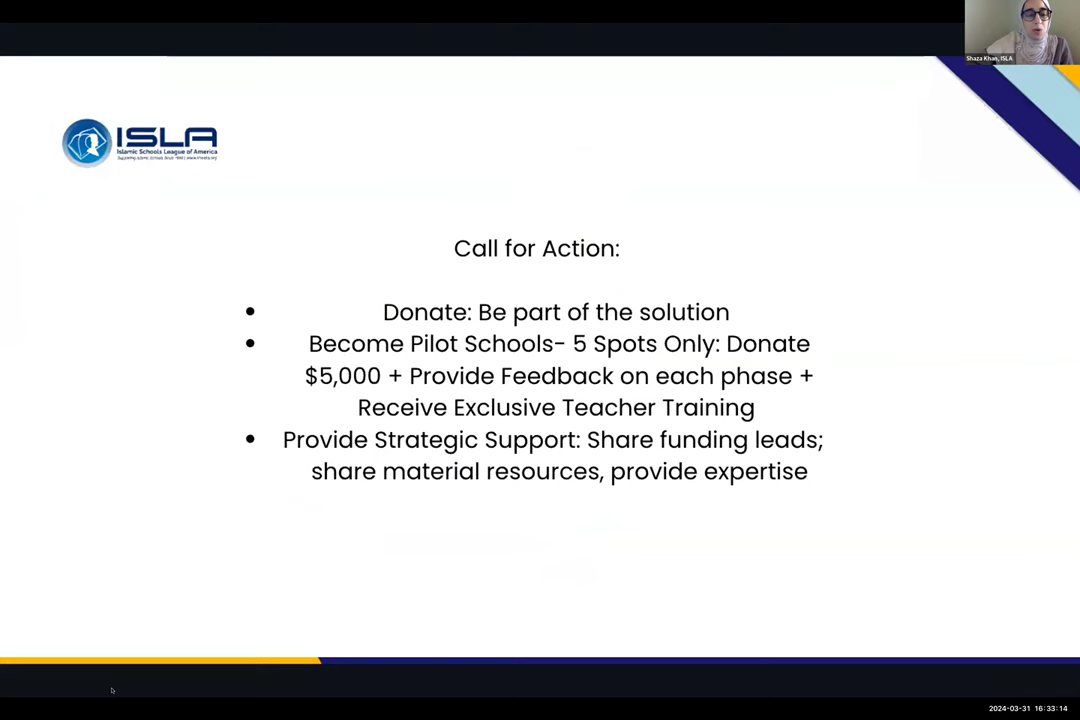 Shaza Khan, ISLA
ISLA
Islamic Schools League of America
Call for Action:
• Donate: Be part of the solution
• Become Pilot Schools- 5 Spots Only: Donate
$5,000 + Provide Feedback on each phase +
Receive Exclusive Teacher Training
• Provide Strategic Support: Share funding leads;
share material resources, provide expertise
2024-03-31 16:33:14